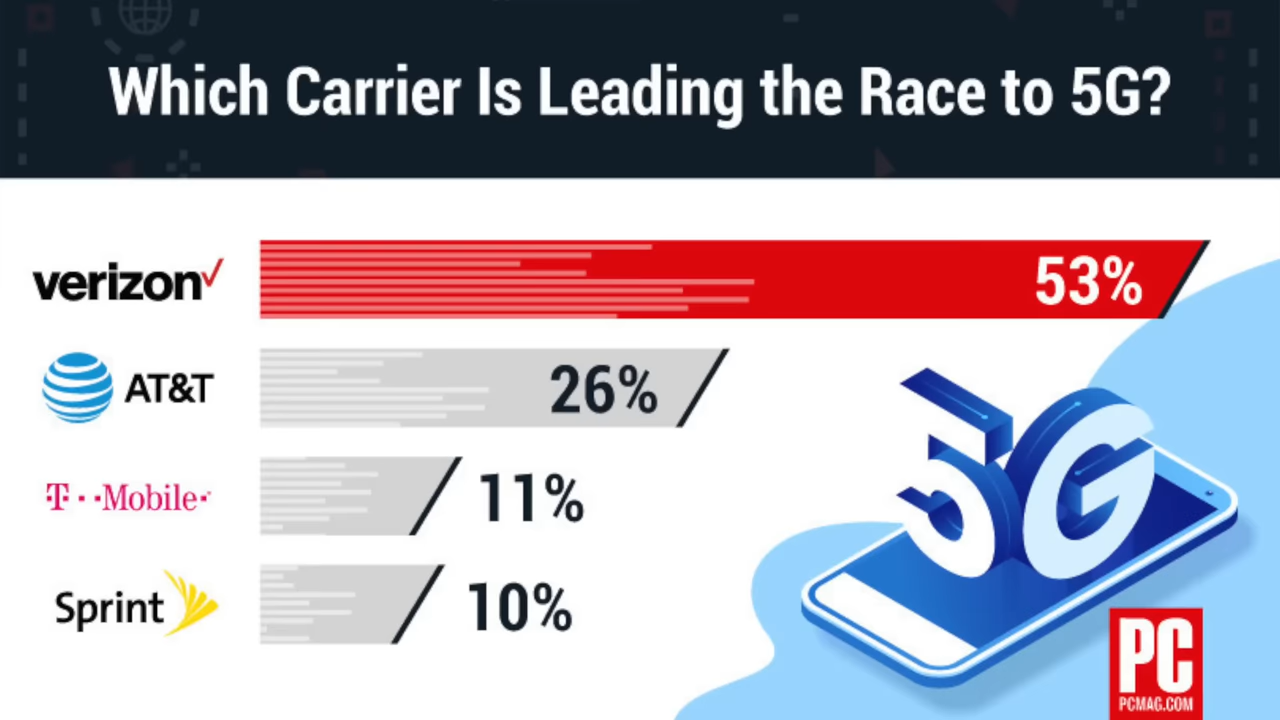 Which Carrier Is Leading the Race to 5G?
verizon
53%
AT&T
26%
T··Mobile·
11%
Sprint
10%
5G
PC
PCMAG.COM